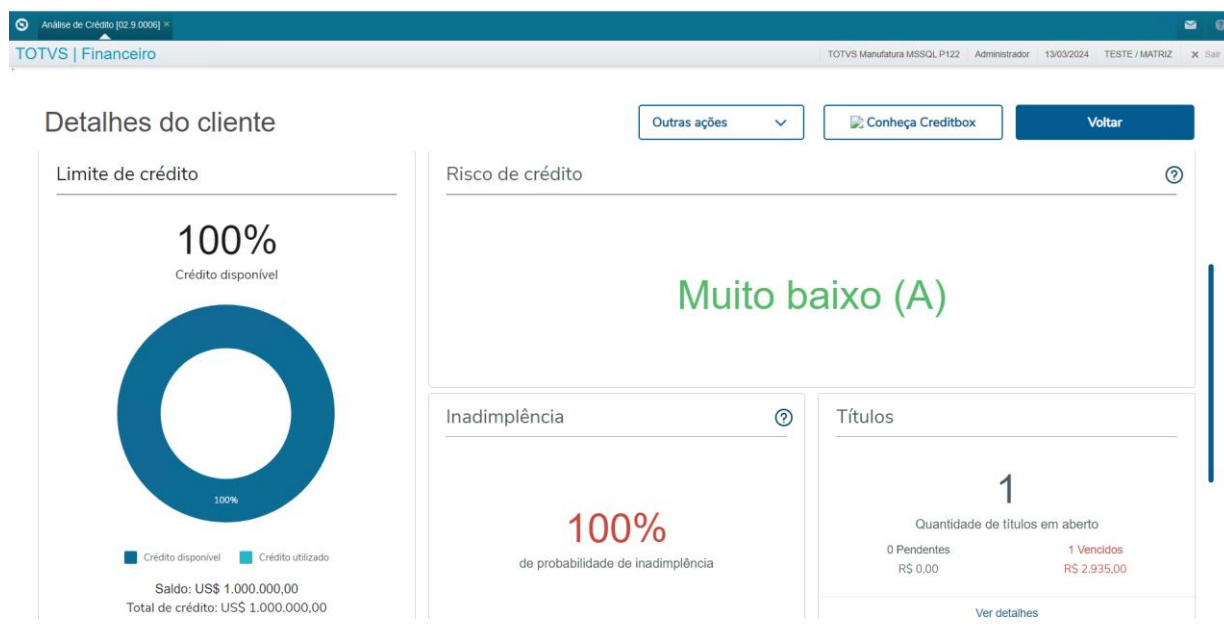 Análise de Crédito [02.9.0006] ×
TOTVS | Financeiro
TOTVS Manufatura MSSQL P122 Administrador 13/03/2024 TESTE / MATRIZ × Sair
Detalhes do cliente
Outras ações
Conheça Creditbox
Voltar
Limite de crédito
100%
Crédito disponível
100%
Crédito disponível Crédito utilizado
Saldo: US$ 1.000.000,00
Total de crédito: US$ 1.000.000,00
Risco de crédito
?
Muito baixo (A)
Inadimplência
?
100%
de probabilidade de inadimplência
Títulos
1
Quantidade de títulos em aberto
0 Pendentes 1 Vencidos
R$ 0,00 R$ 2.935,00
Ver detalhes